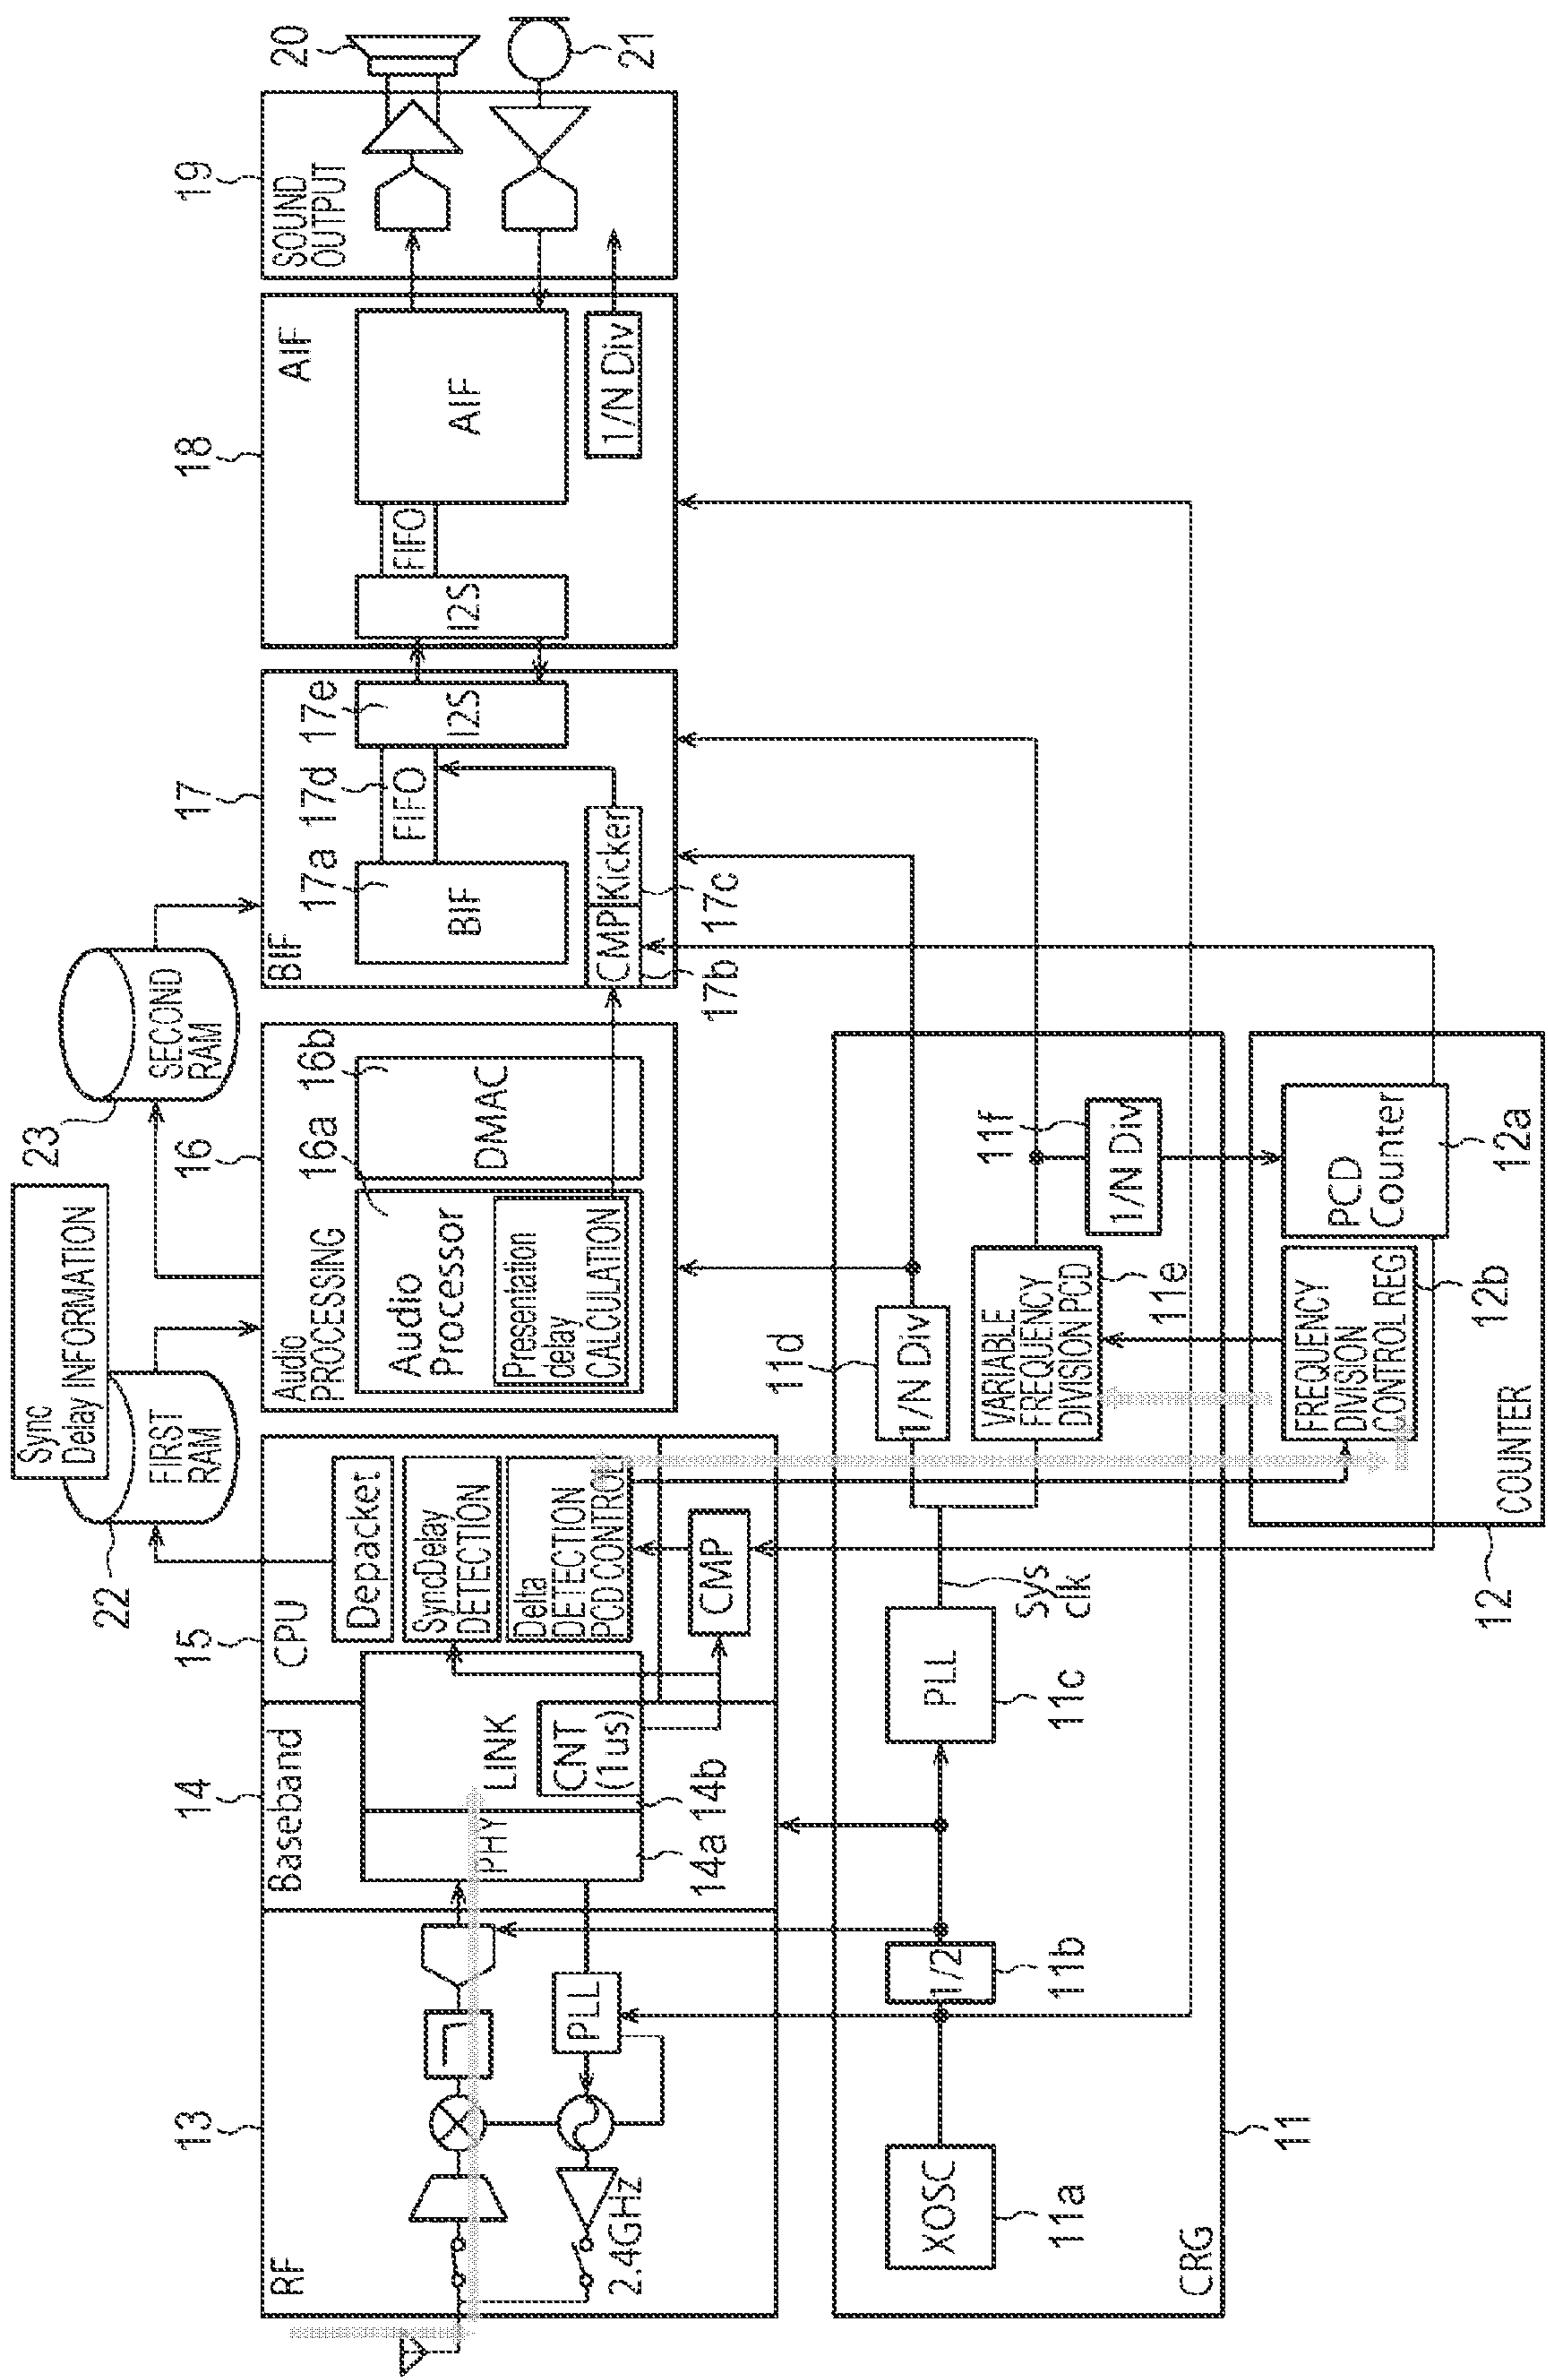 20
21
19
SOUND
OUTPUT
18
AIF
AIF
1/N Div
FIFO
I2S
17
17e
17d
17a
I2S
FIFO
BIF
Kicker
CMP
17c
17b
BIF
23
SECOND
RAM
16
16b
16a
DMAC
Audio
PROCESSING
Audio
Processor
Presentation
delay
CALCULATION
Sync
Delay INFORMATION
FIRST
RAM
22
15
CPU
Depacket
SyncDelay
DETECTION
Delta
DETECTION
PCD CONTROL
CMP
14
Baseband
LINK
CNT
(1us)
PHY
14b
14a
13
RF
PLL
2.4GHz
11d
1/N Div
VARIABLE
FREQUENCY
DIVISION PCD
11e
11f
1/N Div
Sys
clk
PLL
11c
1/2
11b
XOSC
11a
CRG
11
PCD
Counter
12a
FREQUENCY
DIVISION
CONTROL REG
12b
COUNTER
12